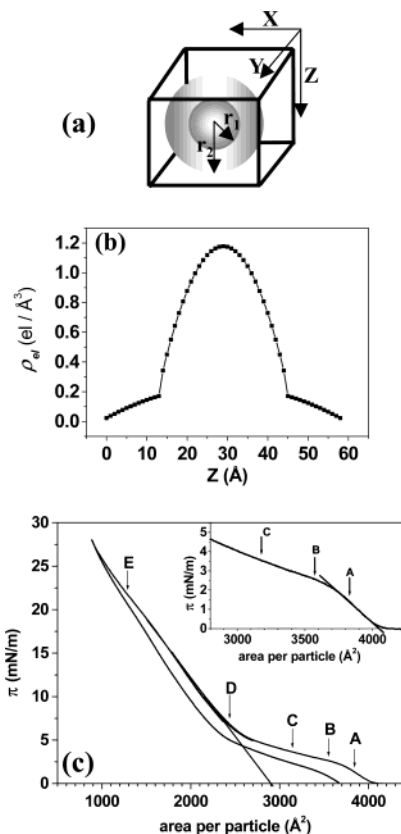 X
Y
Z
(a)
r1
r2
(b)
1.2
1.0
0.8
0.6
0.4
0.2
0.0
ρel (el / Å3)
0 10 20 30 40 50 60
Z (Å)
30
25
20
15
10
5
0
π (mN/m)
E
D
C
B
A
(c)
1000 2000 3000 4000
area per particle (Å2)
5
4
3
2
1
0
π (mN/m)
C
B
A
3000 3500 4000
area per particle (Å2)